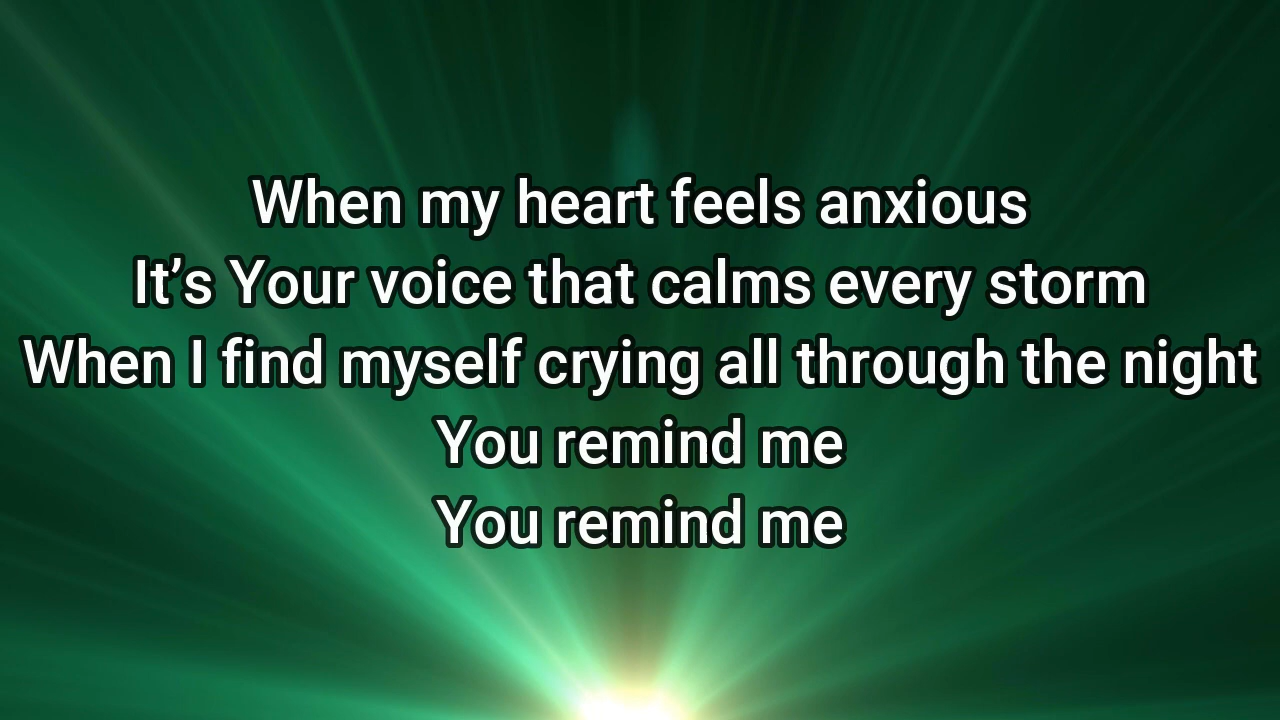 When my heart feels anxious
It’s Your voice that calms every storm
When I find myself crying all through the night
You remind me
You remind me